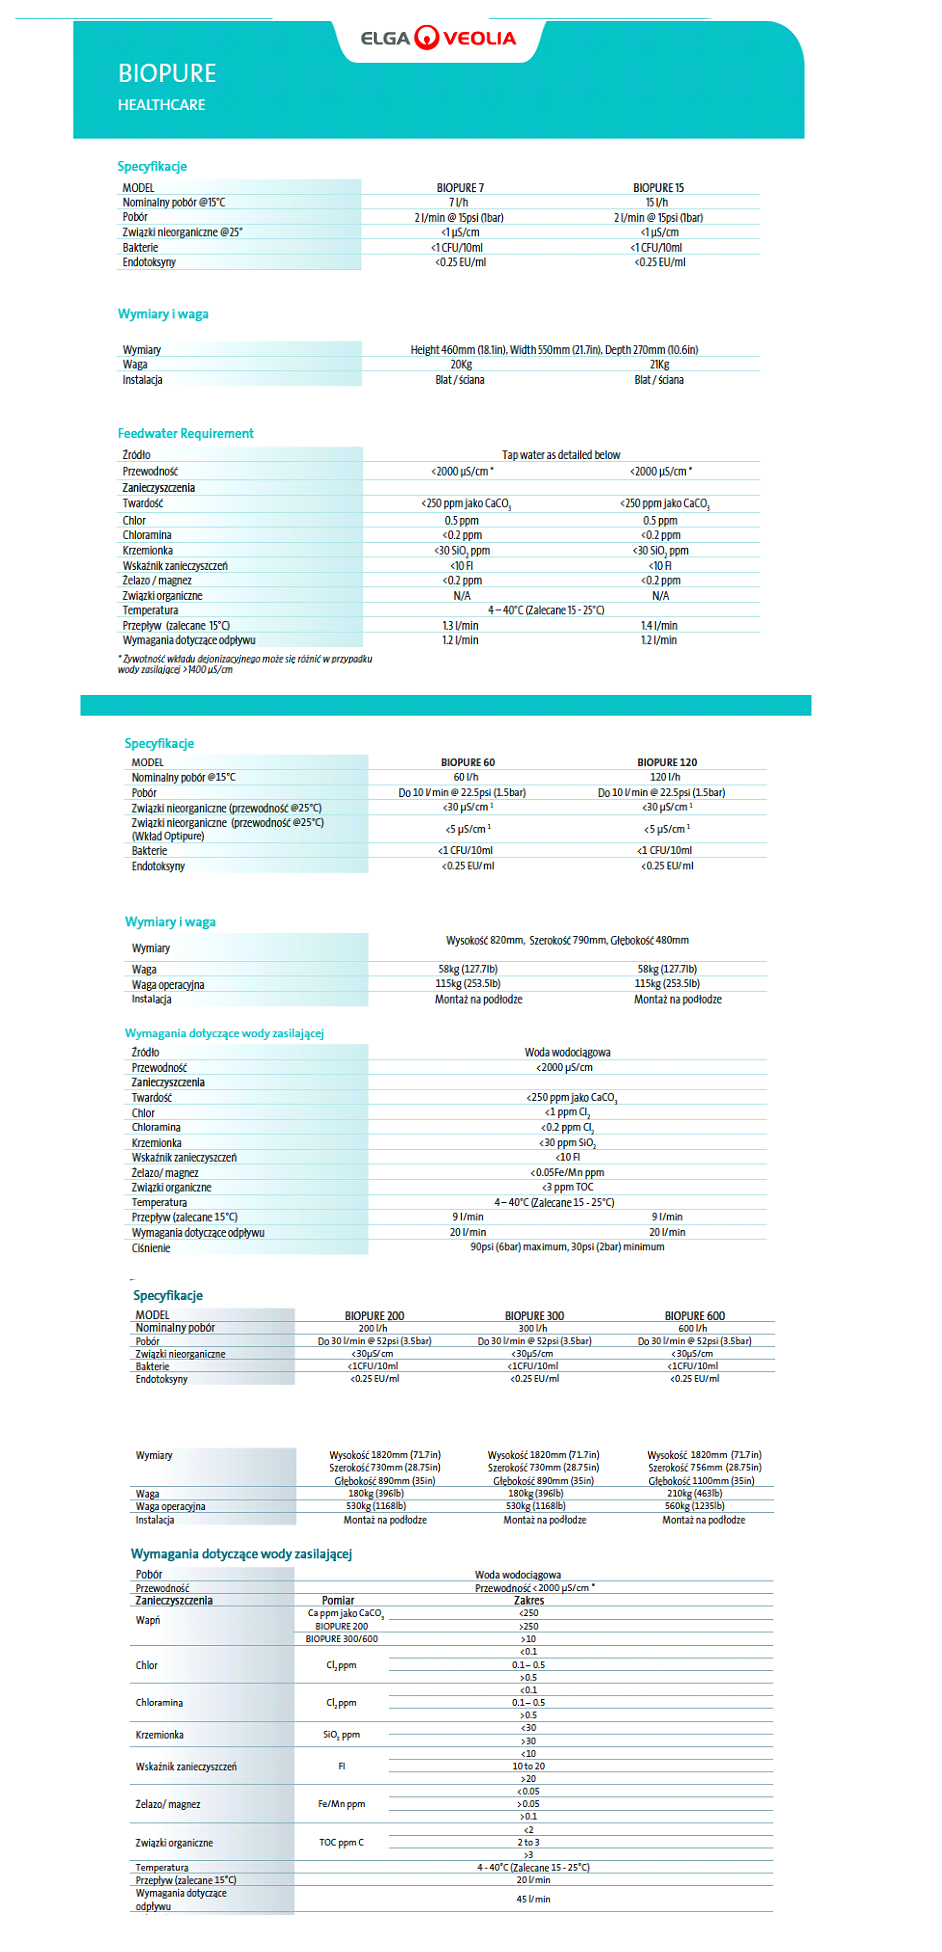 ELGA VEOLIA
BIOPURE
HEALTHCARE
Specyfikacje
MODEL BIOPURE 7 BIOPURE 15
Nominalny pobór @15°C 7 l/h 15 l/h
Pobór 2 l/min @ 15psi (1bar) 2 l/min @ 15psi (1bar)
Związki nieorganiczne @25° <1 µS/cm <1 µS/cm
Bakterie <1 CFU/10ml <1 CFU/10ml
Endotoksyny <0.25 EU/ml <0.25 EU/ml
Wymiary i waga
Wymiary Height 460mm (18.1in), Width 550mm (21.7in), Depth 270mm (10.6in)
Waga 20Kg 21Kg
Instalacja Blat / ściana Blat / ściana
Feedwater Requirement
Źródło Tap water as detailed below
Przewodność <2000 µS/cm * <2000 µS/cm *
Zanieczyszczenia
Twardość <250 ppm jako CaCO3 <250 ppm jako CaCO3
Chlor 0.5 ppm 0.5 ppm
Chloramina <0.2 ppm <0.2 ppm
Krzemionka <30 SiO2 ppm <30 SiO2 ppm
Wskaźnik zanieczyszczeń <10 FI <10 FI
Żelazo / magnez <0.2 ppm <0.2 ppm
Związki organiczne N/A N/A
Temperatura 4 – 40°C (Zalecane 15 - 25°C)
Przepływ (zalecane 15°C) 1.3 l/min 1.4 l/min
Wymagania dotyczące odpływu 1.2 l/min 1.2 l/min
* Żywotność wkładu dejonizacyjnego może się różnić w przypadku
wody zasilającej >1400 µS/cm
Specyfikacje
MODEL BIOPURE 60 BIOPURE 120
Nominalny pobór @15°C 60 l/h 120 l/h
Pobór Do 10 l/min @ 22.5psi (1.5bar) Do 10 l/min @ 22.5psi (1.5bar)
Związki nieorganiczne (przewodność @25°C) <30 µS/cm 1 <30 µS/cm 1
Związki nieorganiczne (przewodność @25°C)
(Wkład Optipure) <5 µS/cm 1 <5 µS/cm 1
Bakterie <1 CFU/10ml <1 CFU/10ml
Endotoksyny <0.25 EU/ml <0.25 EU/ml
Wymiary i waga
Wymiary Wysokość 820mm, Szerokość 790mm, Głębokość 480mm
Waga 58kg (127.7lb) 58kg (127.7lb)
Waga operacyjna 115kg (253.5lb) 115kg (253.5lb)
Instalacja Montaż na podłodze Montaż na podłodze
Wymagania dotyczące wody zasilającej
Źródło Woda wodociągowa
Przewodność <2000 µS/cm
Zanieczyszczenia
Twardość <250 ppm jako CaCO3
Chlor <1 ppm Cl2
Chloramina <0.2 ppm Cl2
Krzemionka <30 ppm SiO2
Wskaźnik zanieczyszczeń <10 FI
Żelazo/ magnez <0.05Fe/Mn ppm
Związki organiczne <3 ppm TOC
Temperatura 4 – 40°C (Zalecane 15 - 25°C)
Przepływ (zalecane 15°C) 9 l/min 9 l/min
Wymagania dotyczące odpływu 20 l/min 20 l/min
Ciśnienie 90psi (6bar) maximum, 30psi (2bar) minimum
Specyfikacje
MODEL BIOPURE 200 BIOPURE 300 BIOPURE 600
Nominalny pobór 200 l/h 300 l/h 600 l/h
Pobór Do 30 l/min @ 52psi (3.5bar) Do 30 l/min @ 52psi (3.5bar) Do 30 l/min @ 52psi (3.5bar)
Związki nieorganiczne <30µS/cm <30µS/cm <30µS/cm
Bakterie <1CFU/10ml <1CFU/10ml <1CFU/10ml
Endotoksyny <0.25 EU/ml <0.25 EU/ml <0.25 EU/ml
Wymiary Wysokość 1820mm (71.7in) Wysokość 1820mm (71.7in) Wysokość 1820mm (71.7in)
Szerokość 730mm (28.75in) Szerokość 730mm (28.75in) Szerokość 756mm (28.75in)
Głębokość 890mm (35in) Głębokość 890mm (35in) Głębokość 1100mm (35in)
Waga 180kg (396lb) 180kg (396lb) 210kg (463lb)
Waga operacyjna 530kg (1168lb) 530kg (1168lb) 560kg (1235lb)
Instalacja Montaż na podłodze Montaż na podłodze Montaż na podłodze
Wymagania dotyczące wody zasilającej
Pobór Woda wodociągowa
Przewodność Przewodność <2000 µS/cm *
Zanieczyszczenia Pomiar Zakres
Wapń Ca ppm jako CaCO3 <250
BIOPURE 200 >250
BIOPURE 300/600 >10
<0.1
Chlor Cl2 ppm 0.1 – 0.5
>0.5
<0.1
Chloramina Cl2 ppm 0.1 – 0.5
>0.5
Krzemionka SiO2 ppm <30
>30
<10
Wskaźnik zanieczyszczeń FI 10 to 20
>20
<0.05
Żelazo/ magnez Fe/Mn ppm >0.05
>0.1
<2
Związki organiczne TOC ppm C 2 to 3
>3
Temperatura 4 - 40°C (Zalecane 15 - 25°C)
Przepływ (zalecane 15°C) 20 l/min
Wymagania dotyczące
odpływu 45 l/min